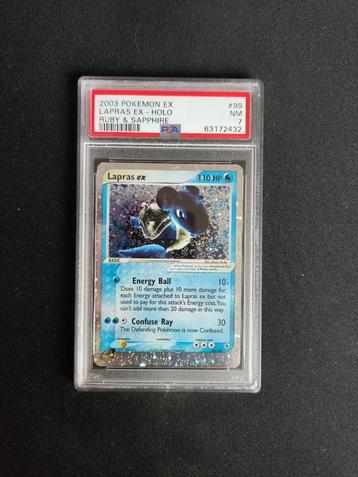 2003 POKEMON EX #99
LAPRAS EX - HOLO NM
RUBY & SAPPHIRE 7
PSA 63172432
Lapras ex 110 HP
BASIC
Energy Ball 10+
Does 10 damage plus 10 more damage for
each Energy attached to Lapras ex but not
used to pay for this attack's Energy cost. You
can't add more than 20 damage in this way.
Confuse Ray 30
The Defending Pokémon is now Confused.